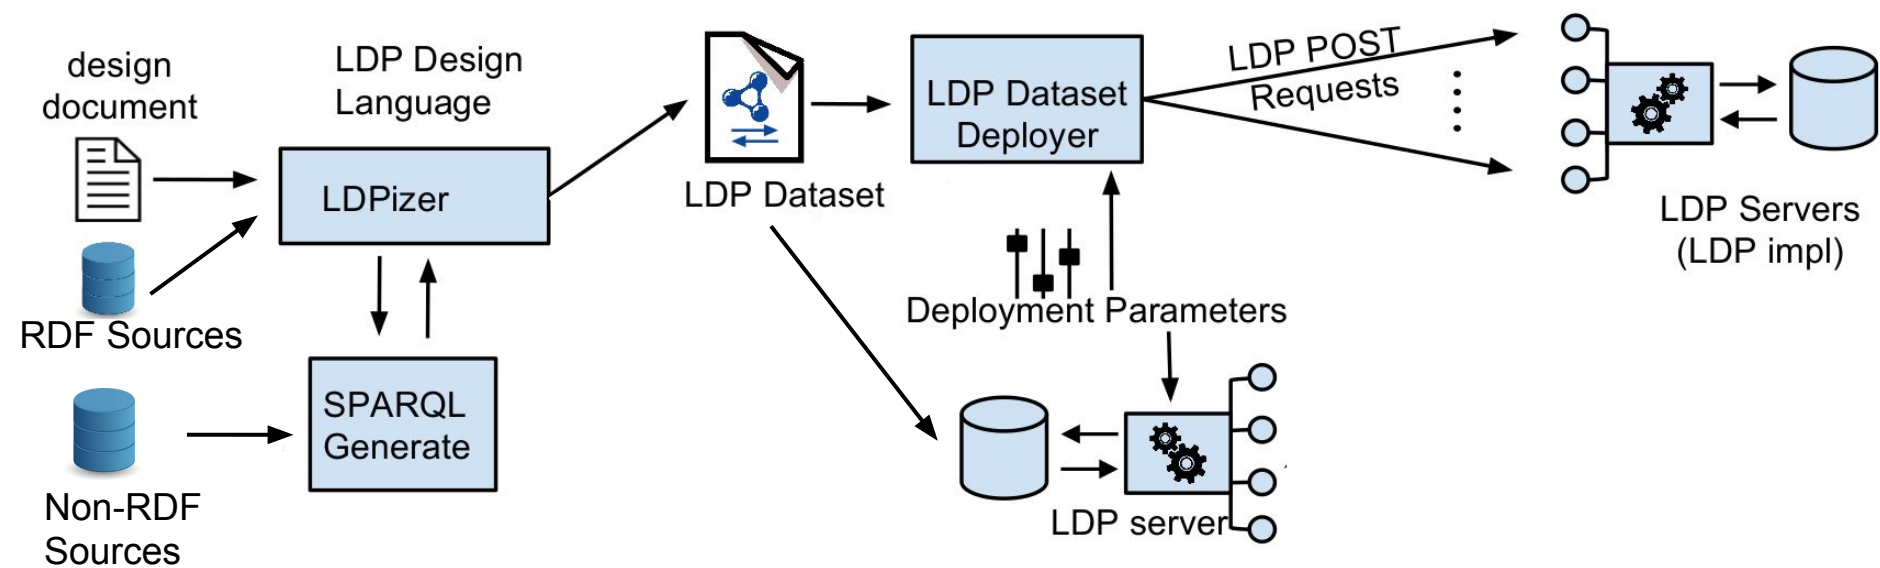 design
document
LDP Design
Language
LDPizer
RDF Sources
SPARQL
Generate
Non-RDF
Sources
LDP Dataset
LDP Dataset
Deployer
LDP POST
Requests
Deployment Parameters
LDP server
LDP Servers
(LDP impl)